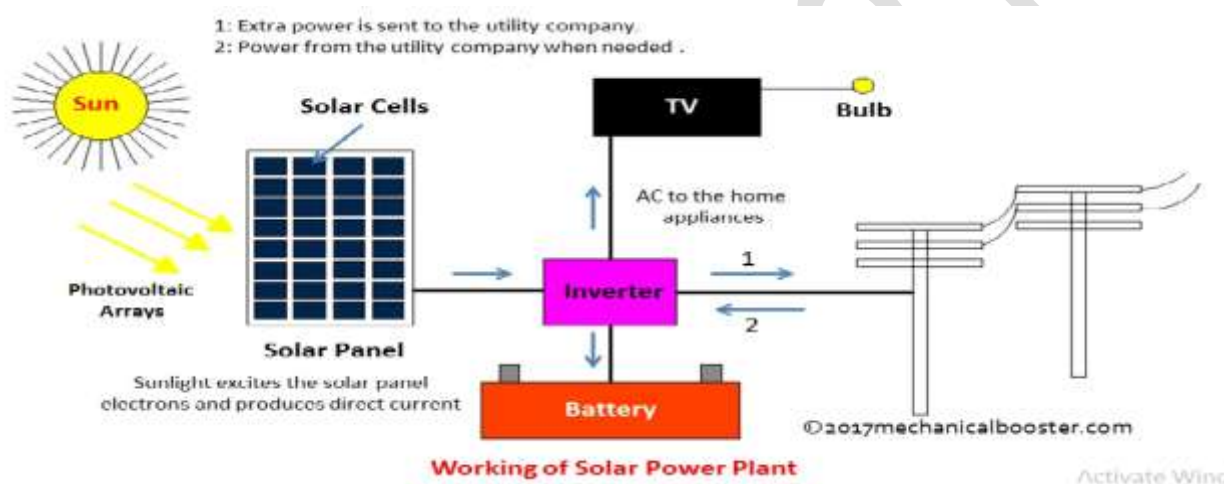 1: Extra power is sent to the utility company.
2: Power from the utility company when needed .
Sun
Solar Cells
TV
Bulb
AC to the home
appliances
Photovoltaic
Arrays
Inverter
1
2
Solar Panel
Sunlight excites the solar panel
electrons and produces direct current
Battery
©2017mechanicalbooster.com
Working of Solar Power Plant
Activate Wind